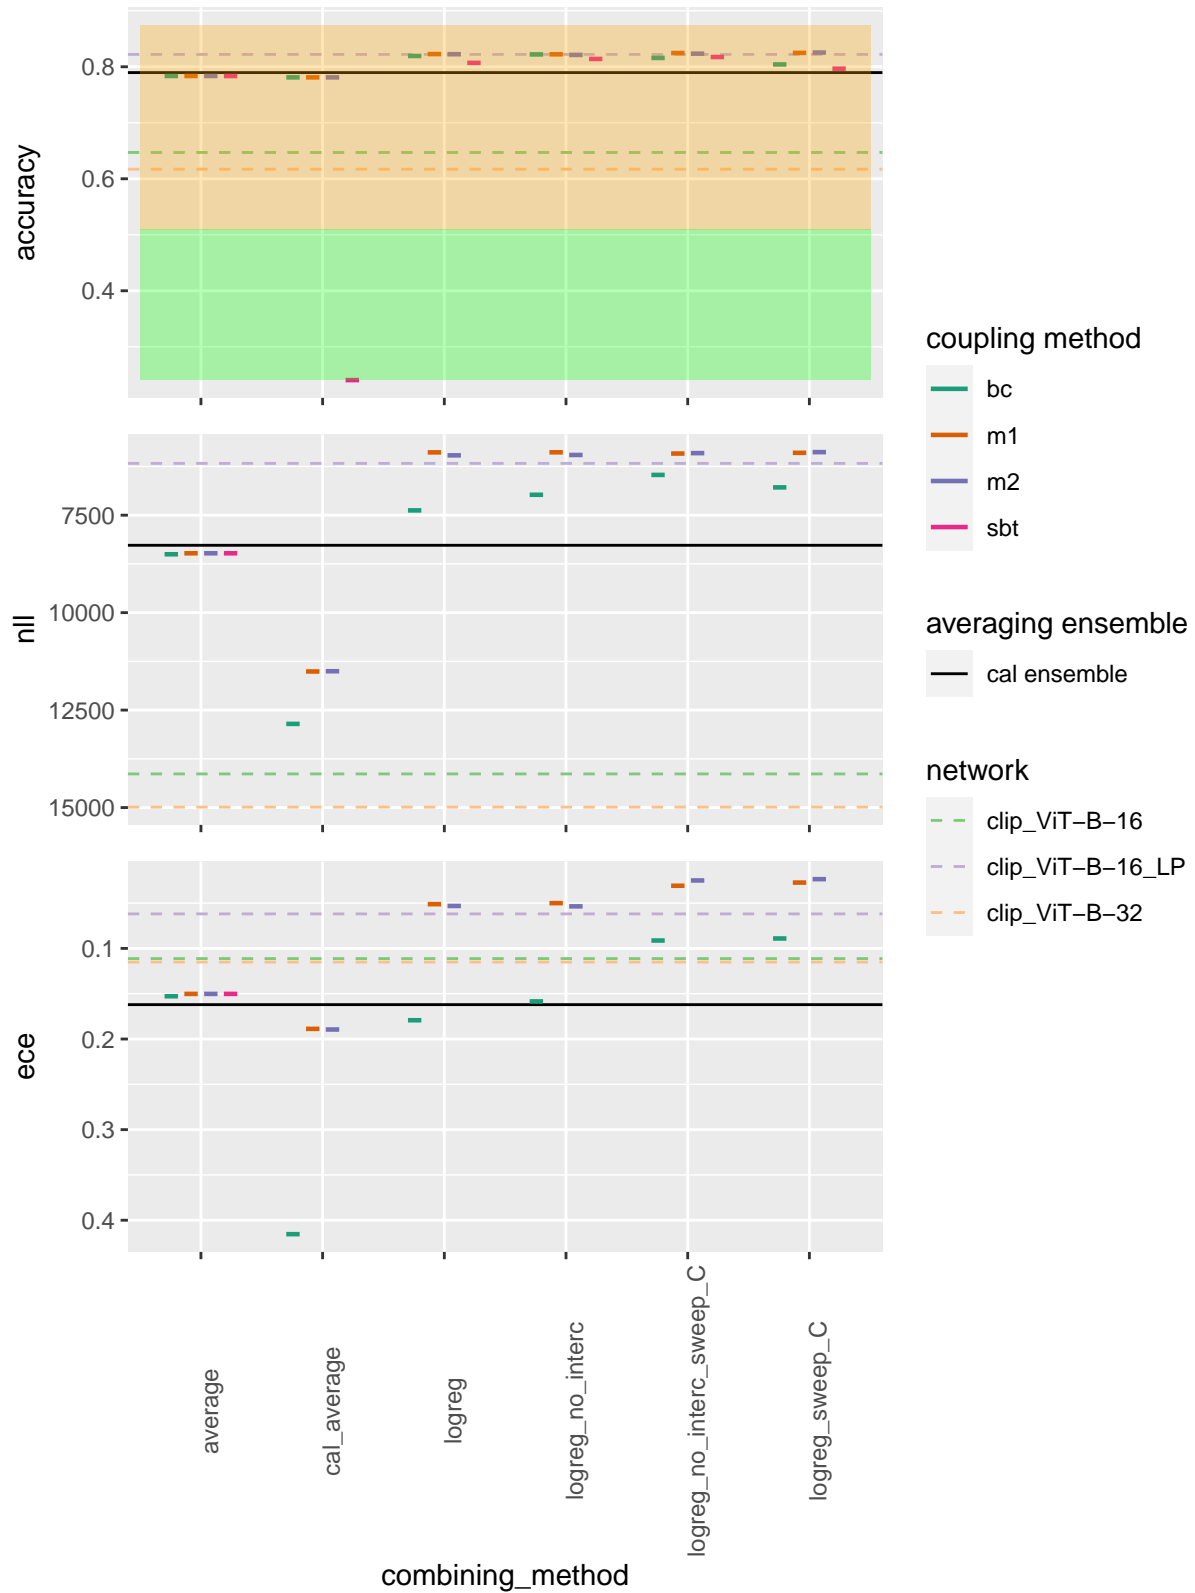 accuracy
0.8
0.6
0.4
nll
7500
10000
12500
15000
ece
0.1
0.2
0.3
0.4
average
cal_average
logreg
logreg_no_interc
logreg_no_interc_sweep_C
logreg_sweep_C
combining_method
coupling method
bc
m1
m2
sbt
averaging ensemble
cal ensemble
network
clip_ViT−B−16
clip_ViT−B−16_LP
clip_ViT−B−32